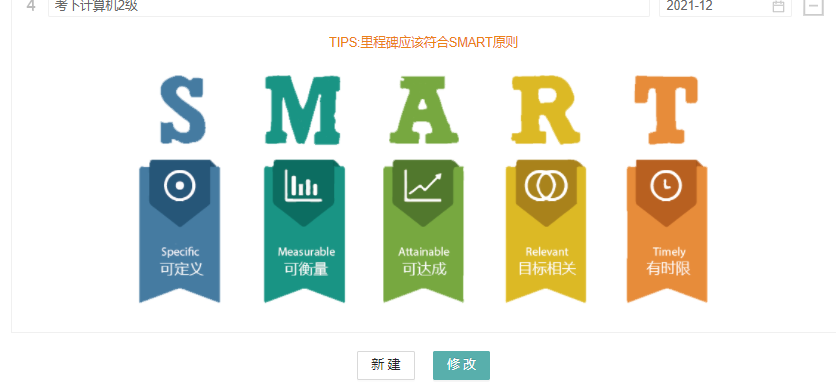 4 考下计算机2级 2021-12
TIPS:里程碑应该符合SMART原则
S M A R T
Specific Measurable Attainable Relevant Timely
可定义 可衡量 可达成 目标相关 有时限
新建 修改